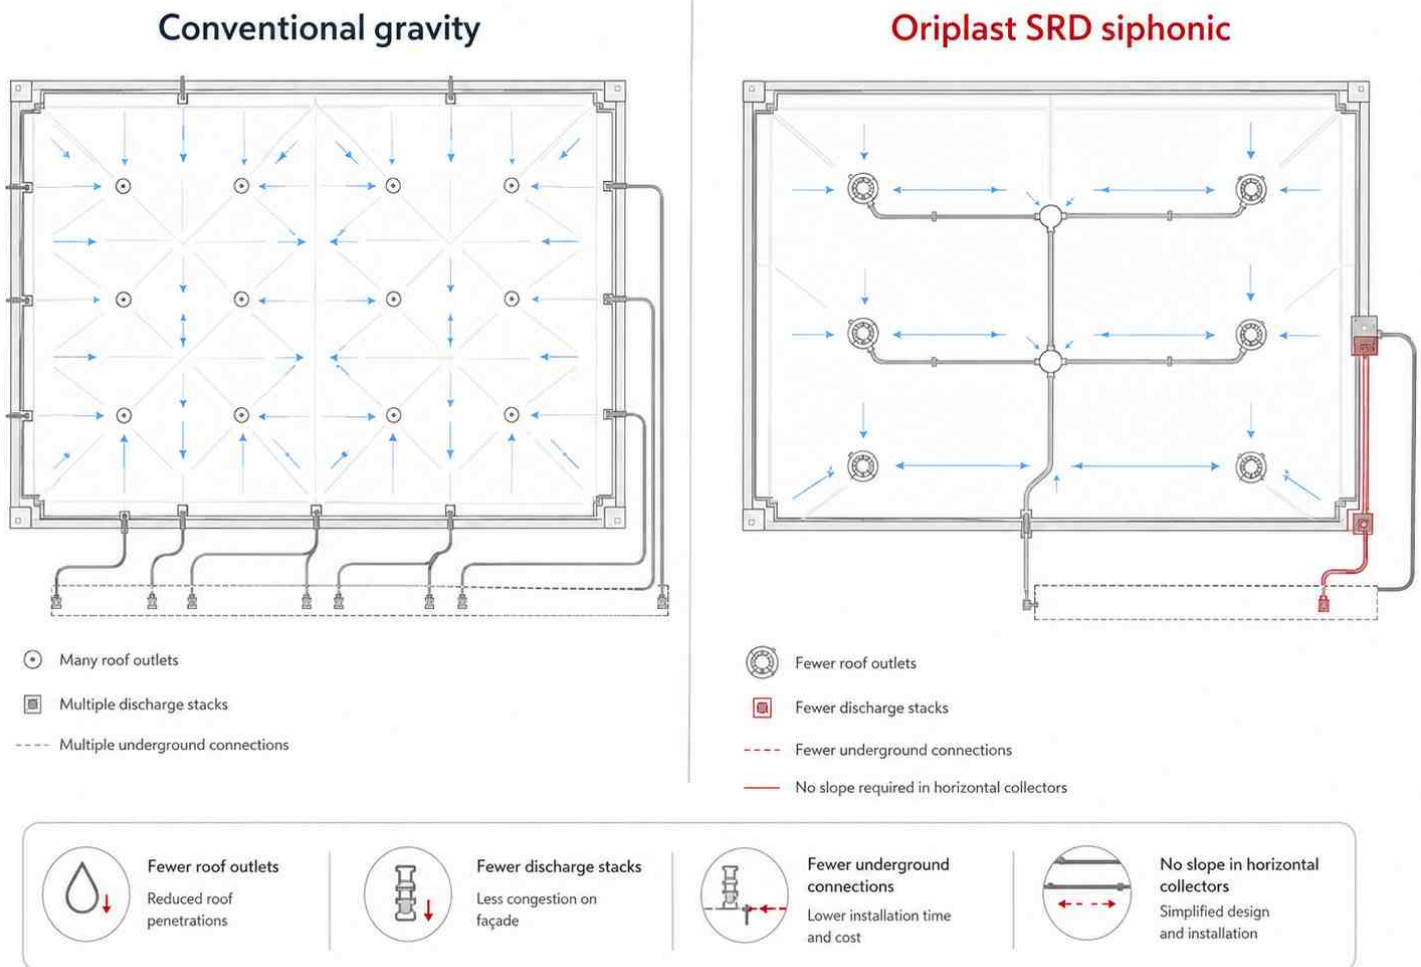 Conventional gravity
Oriplast SRD siphonic
Many roof outlets
Multiple discharge stacks
Multiple underground connections
Fewer roof outlets
Fewer discharge stacks
Fewer underground connections
No slope required in horizontal collectors
Fewer roof outlets
Reduced roof
penetrations
Fewer discharge stacks
Less congestion on
façade
Fewer underground
connections
Lower installation time
and cost
No slope in horizontal
collectors
Simplified design
and installation